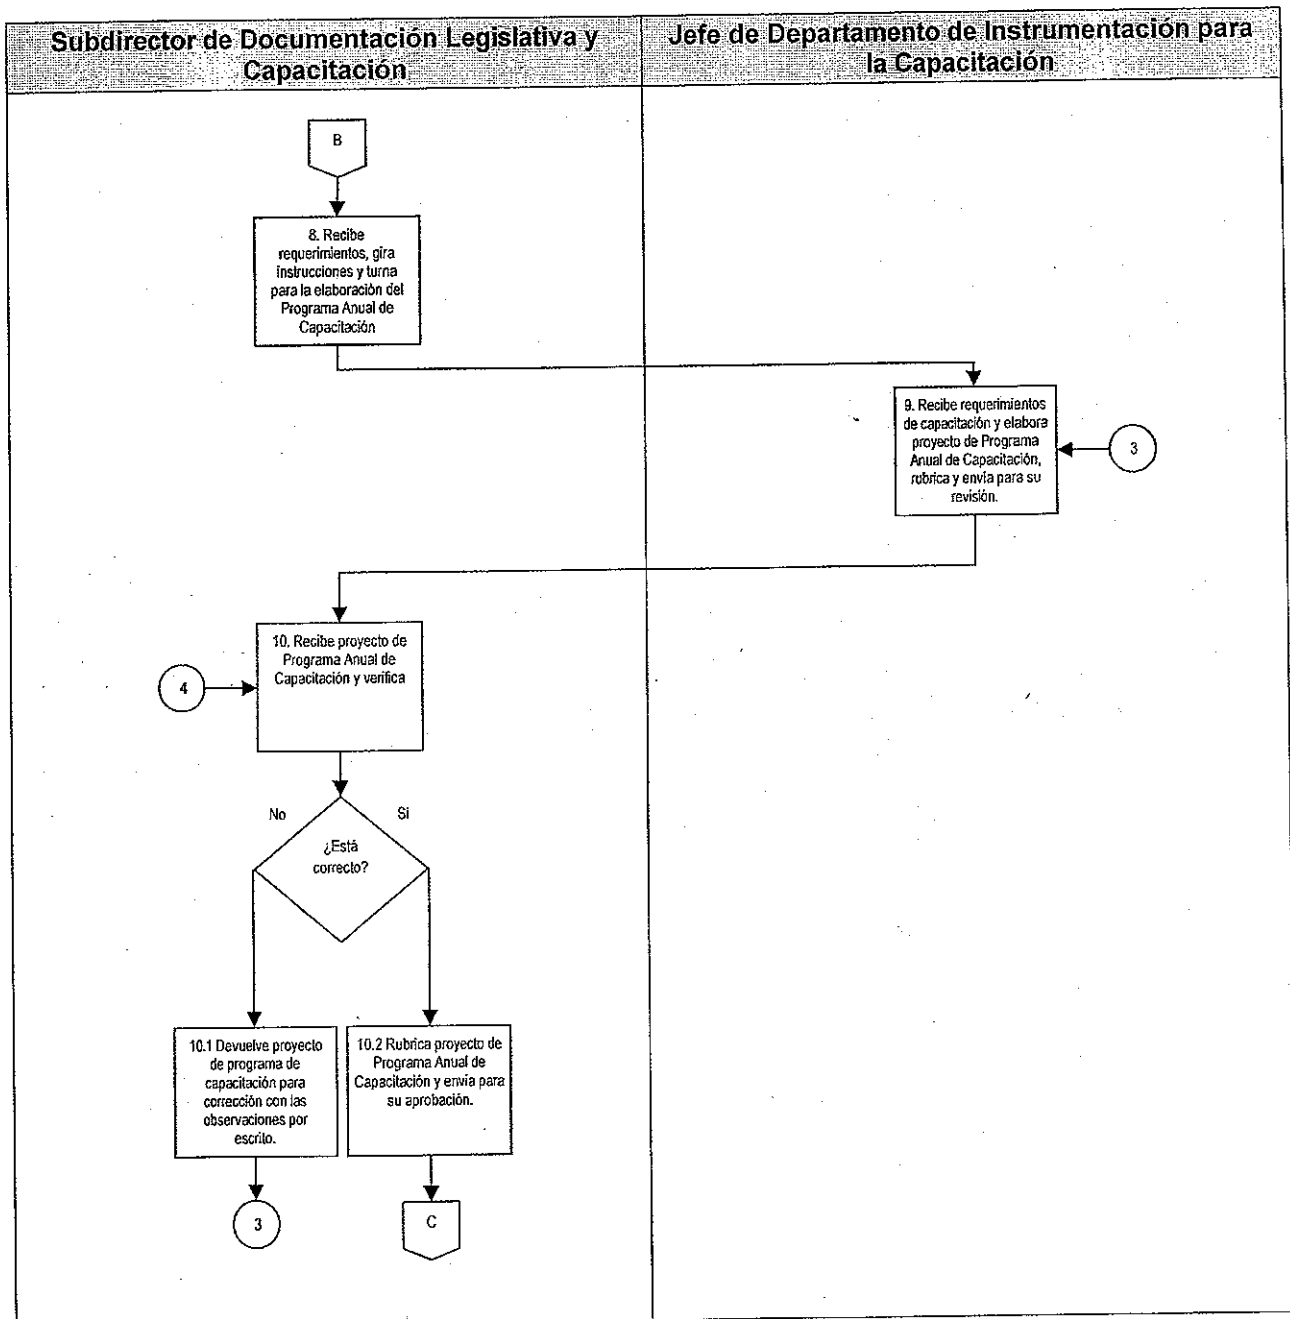 Subdirector de Documentación Legislativa y
Capacitación
Jefe de Departamento de Instrumentación para
la Capacitación
B
8. Recibe
requerimientos, gira
instrucciones y turna
para la elaboración del
Programa Anual de
Capacitación
9. Recibe requerimientos
de capacitación y elabora
proyecto de Programa
Anual de Capacitación,
rubrica y envia para su
revisión.
3
10. Recibe proyecto de
Programa Anual de
Capacitación y verifica
4
No
Si
¿Está
correcto?
10.1 Devuelve proyecto
de programa de
capacitación para
corrección con las
observaciones por
escrito.
10.2 Rubrica proyecto de
Programa Anual de
Capacitación y envia para
su aprobación.
3
C